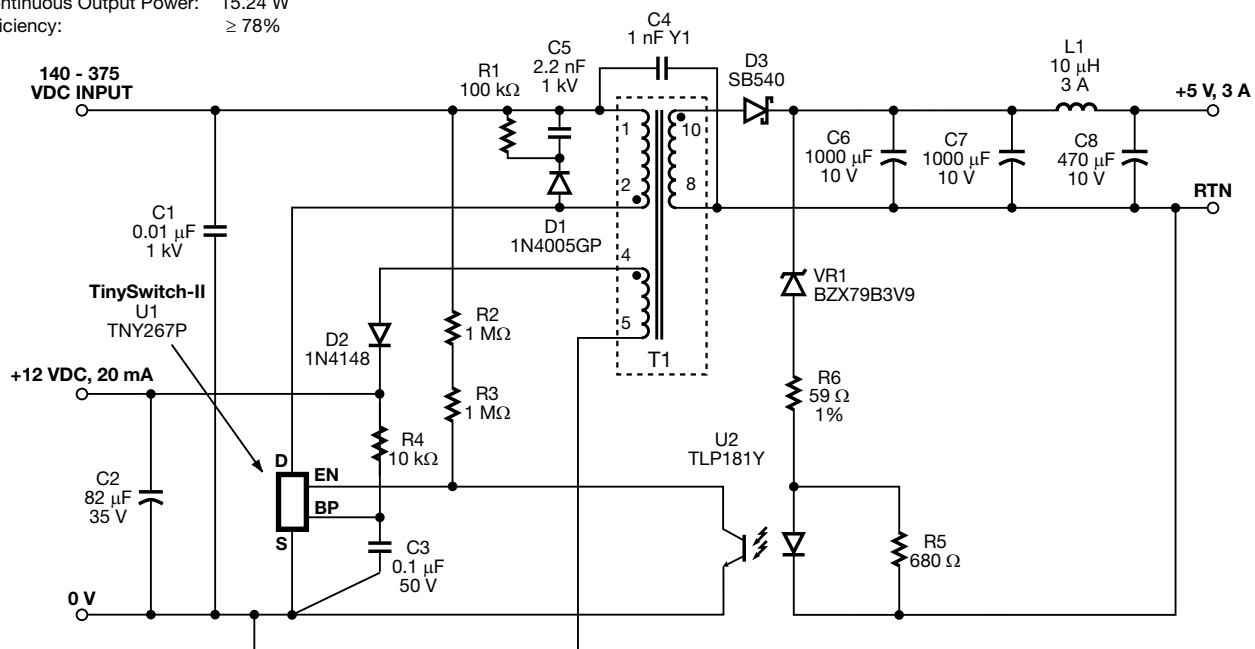 ontinuous Output Power: 15.24 W
iciency: ≥ 78%
C4
1 nF Y1
C5
2.2 nF
1 kV
R1
100 kΩ
D3
SB540
L1
10 µH
3 A
140 - 375
VDC INPUT
+5 V, 3 A
1
10
2
8
C6
1000 µF
10 V
C7
1000 µF
10 V
C8
470 µF
10 V
RTN
C1
0.01 µF
1 kV
D1
1N4005GP
4
5
T1
TinySwitch-II
U1
TNY267P
D2
1N4148
R2
1 MΩ
VR1
BZX79B3V9
+12 VDC, 20 mA
R3
1 MΩ
R6
59 Ω
1%
R4
10 kΩ
U2
TLP181Y
D
EN
BP
S
C2
82 µF
35 V
C3
0.1 µF
50 V
R5
680 Ω
0 V